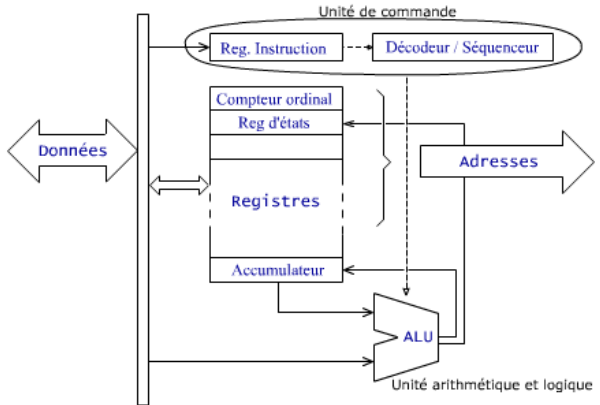 Unité de commande
Reg. Instruction
Décodeur / Séquenceur
Compteur ordinal
Reg d'états
Données
Adresses
Registres
Accumulateur
ALU
Unité arithmétique et logique